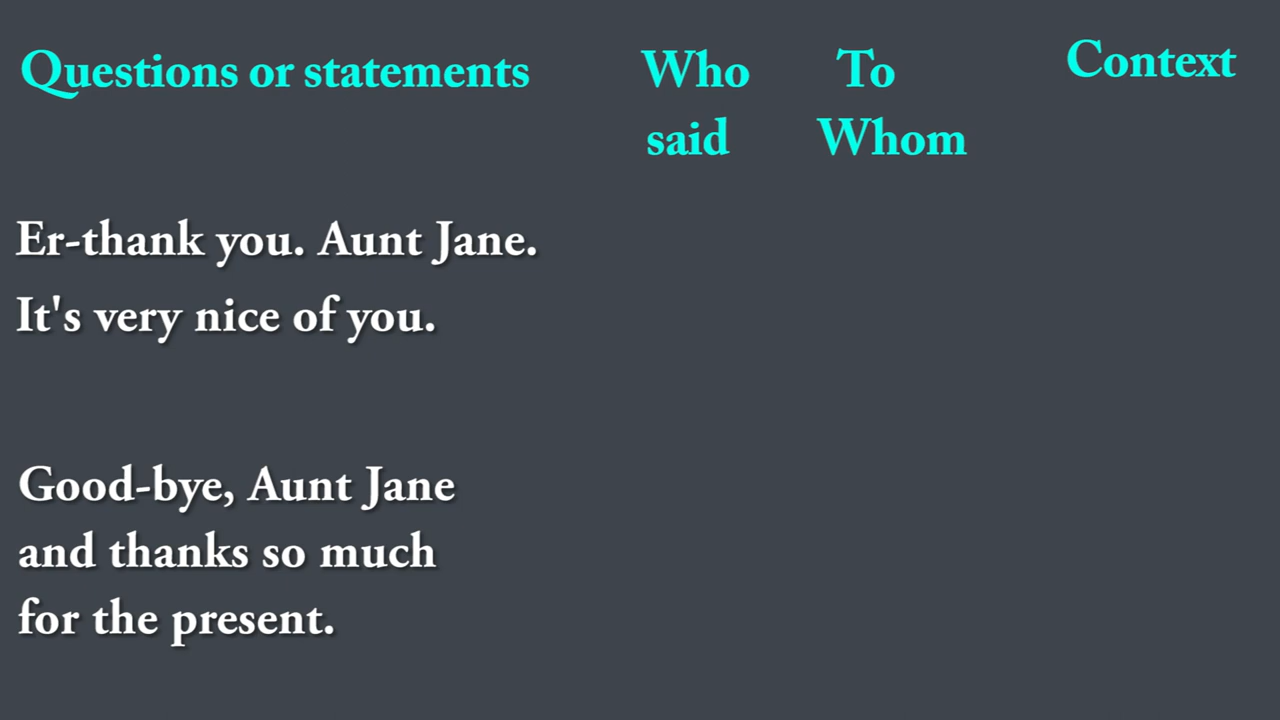 Questions or statements Who To Context
said Whom
Er-thank you. Aunt Jane.
It's very nice of you.
Good-bye, Aunt Jane
and thanks so much
for the present.